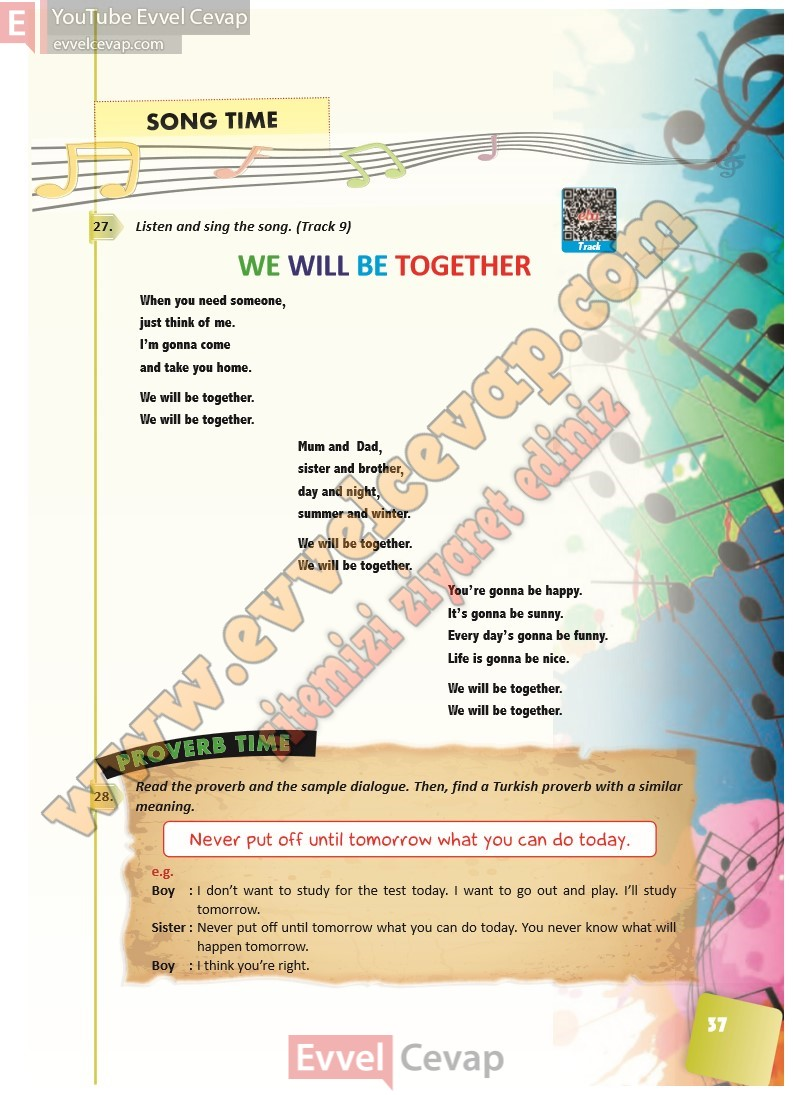 E YouTube Evvel Cevap
evvelcevap.com
SONG TIME
27. Listen and sing the song. (Track 9)
Track
WE WILL BE TOGETHER
When you need someone,
just think of me.
I'm gonna come
and take you home.
We will be together.
We will be together.
Mum and Dad,
sister and brother,
day and night,
summer and winter.
We will be together.
We will be together.
You're gonna be happy.
It's gonna be sunny.
Every day's gonna be funny.
Life is gonna be nice.
We will be together.
We will be together.
www.evvelcevap.com
sitemizi ziyaret ediniz
PROVERB TIME
28. Read the proverb and the sample dialogue. Then, find a Turkish proverb with a similar
meaning.
Never put off until tomorrow what you can do today.
e.g.
Boy : I don't want to study for the test today. I want to go out and play. I'll study
tomorrow.
Sister : Never put off until tomorrow what you can do today. You never know what will
happen tomorrow.
Boy : I think you're right.
37
Evvel Cevap